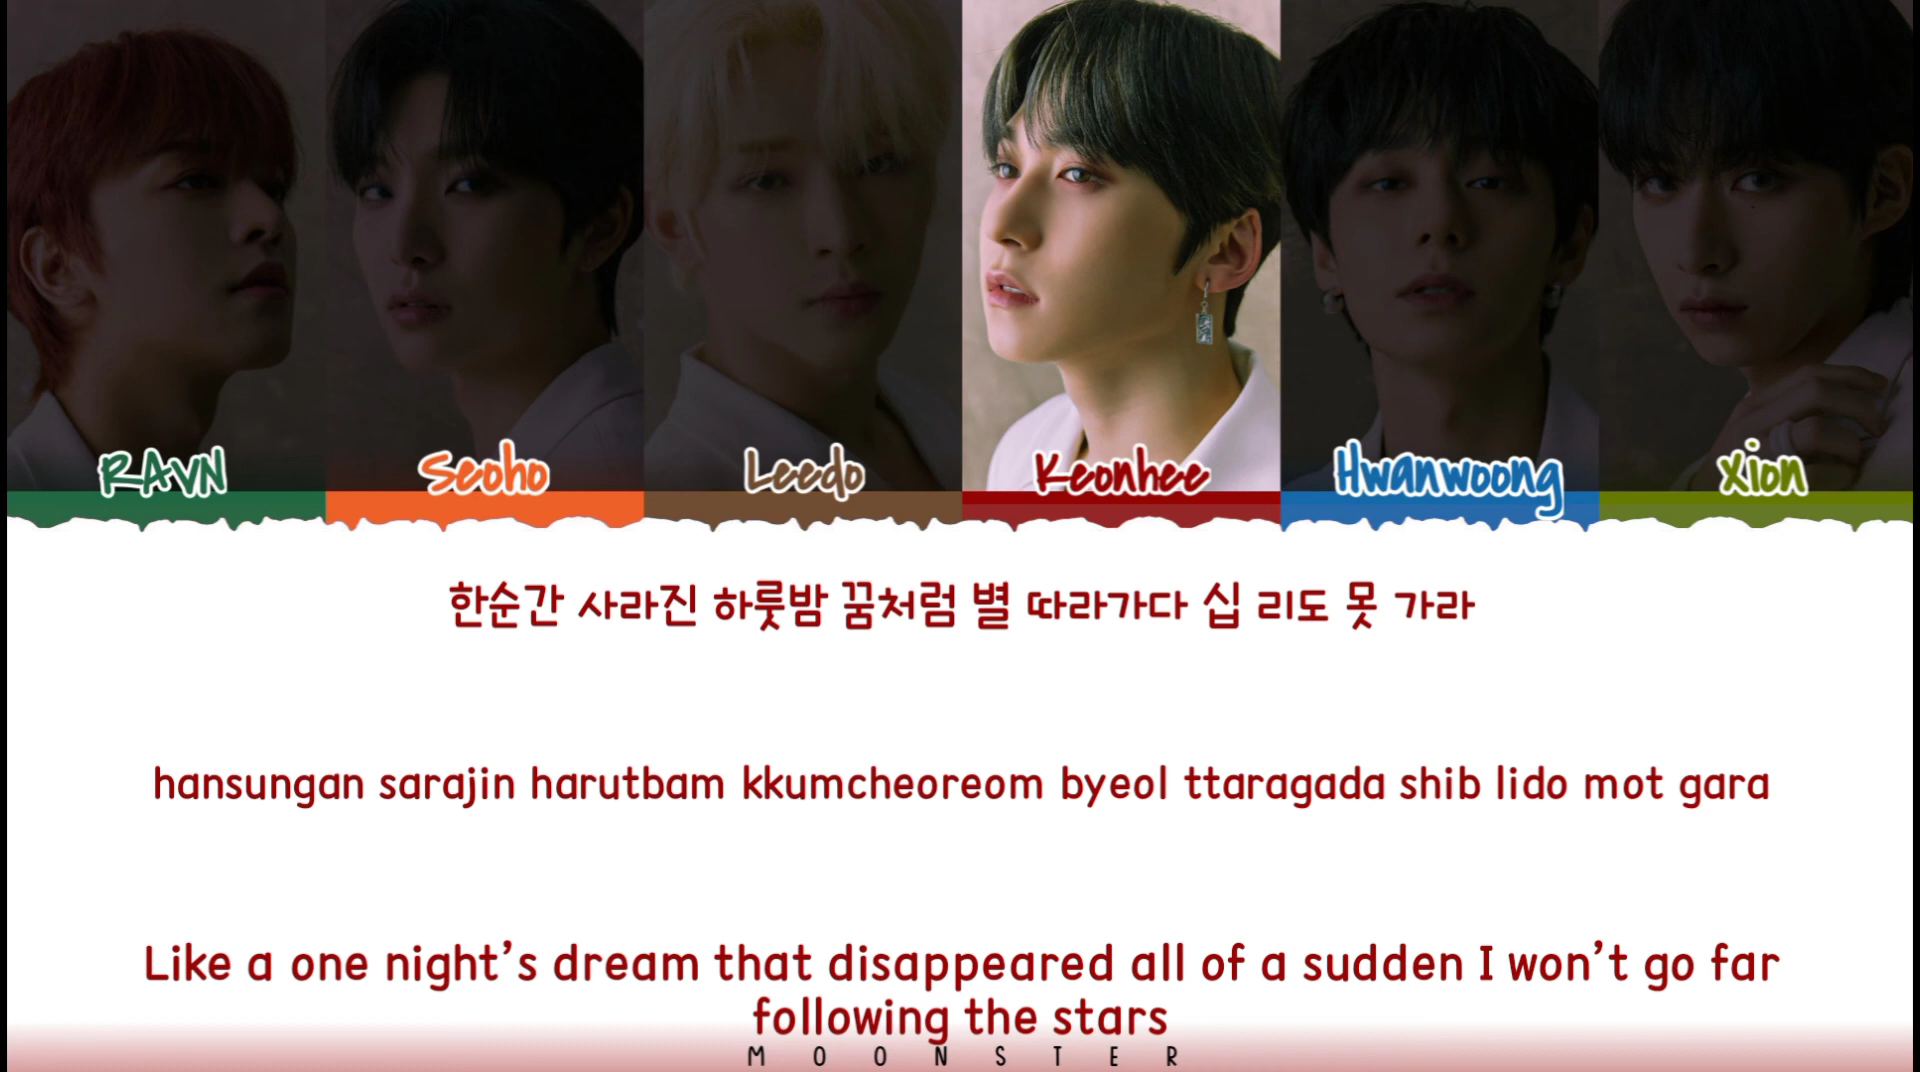 RAVN Seoho Leedo Keonhee Hwanwoong Xion
한순간 사라진 하룻밤 꿈처럼 별 따라가다 십 리도 못 가라
hansungan sarajin harutbam kkumcheoreom byeol ttaragada shib lido mot gara
Like a one night's dream that disappeared all of a sudden I won't go far
following the stars
MOONSTER